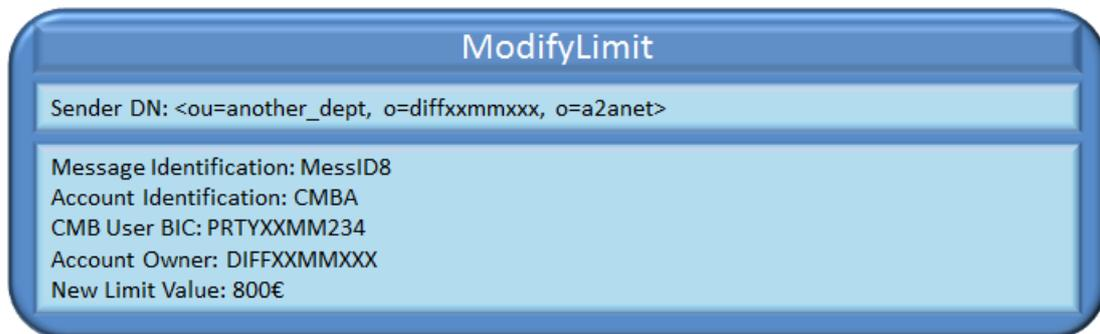 ModifyLimit
Sender DN: <ou=another_dept, o=diffxxmmxxx, o=a2anet>
Message Identification: MessID8
Account Identification: CMBA
CMB User BIC: PRTYXXMM234
Account Owner: DIFFXXMMXXX
New Limit Value: 800€